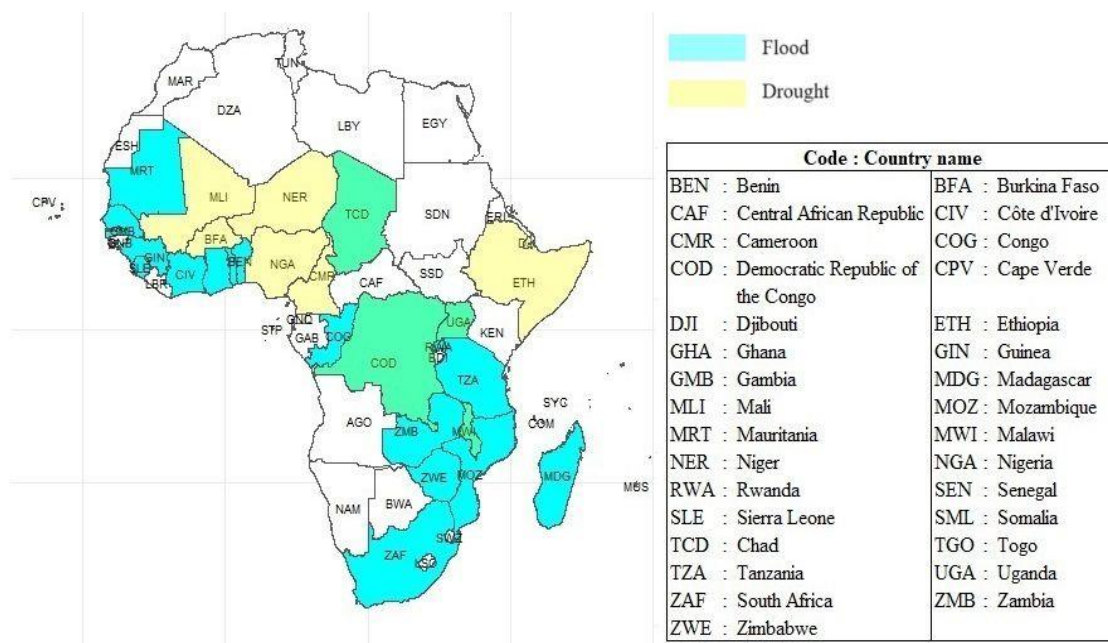 TUN
MAR
DZA
LBY
EGY
ESH
MRT
CPV
MLI
NER
TCD
SDN
ERI
BFA
GIN
NGA
BEN
SLE
CIV
CMR
CAF
SSD
ETH
LBR
GNQ
STP
GAB
COG
UGA
KEN
RWA
BDI
COD
TZA
SYC
AGO
COM
ZMB
MWI
MOZ
ZWE
MDG
MUS
NAM
BWA
SWZ
ZAF
LSO
Flood
Drought
Code : Country name
BEN : Benin
BFA : Burkina Faso
CAF : Central African Republic
CIV : Côte d'Ivoire
CMR : Cameroon
COG : Congo
COD : Democratic Republic of
the Congo
CPV : Cape Verde
DJI : Djibouti
ETH : Ethiopia
GHA : Ghana
GIN : Guinea
GMB : Gambia
MDG : Madagascar
MLI : Mali
MOZ : Mozambique
MRT : Mauritania
MWI : Malawi
NER : Niger
NGA : Nigeria
RWA : Rwanda
SEN : Senegal
SLE : Sierra Leone
SML : Somalia
TCD : Chad
TGO : Togo
TZA : Tanzania
UGA : Uganda
ZAF : South Africa
ZMB : Zambia
ZWE : Zimbabwe